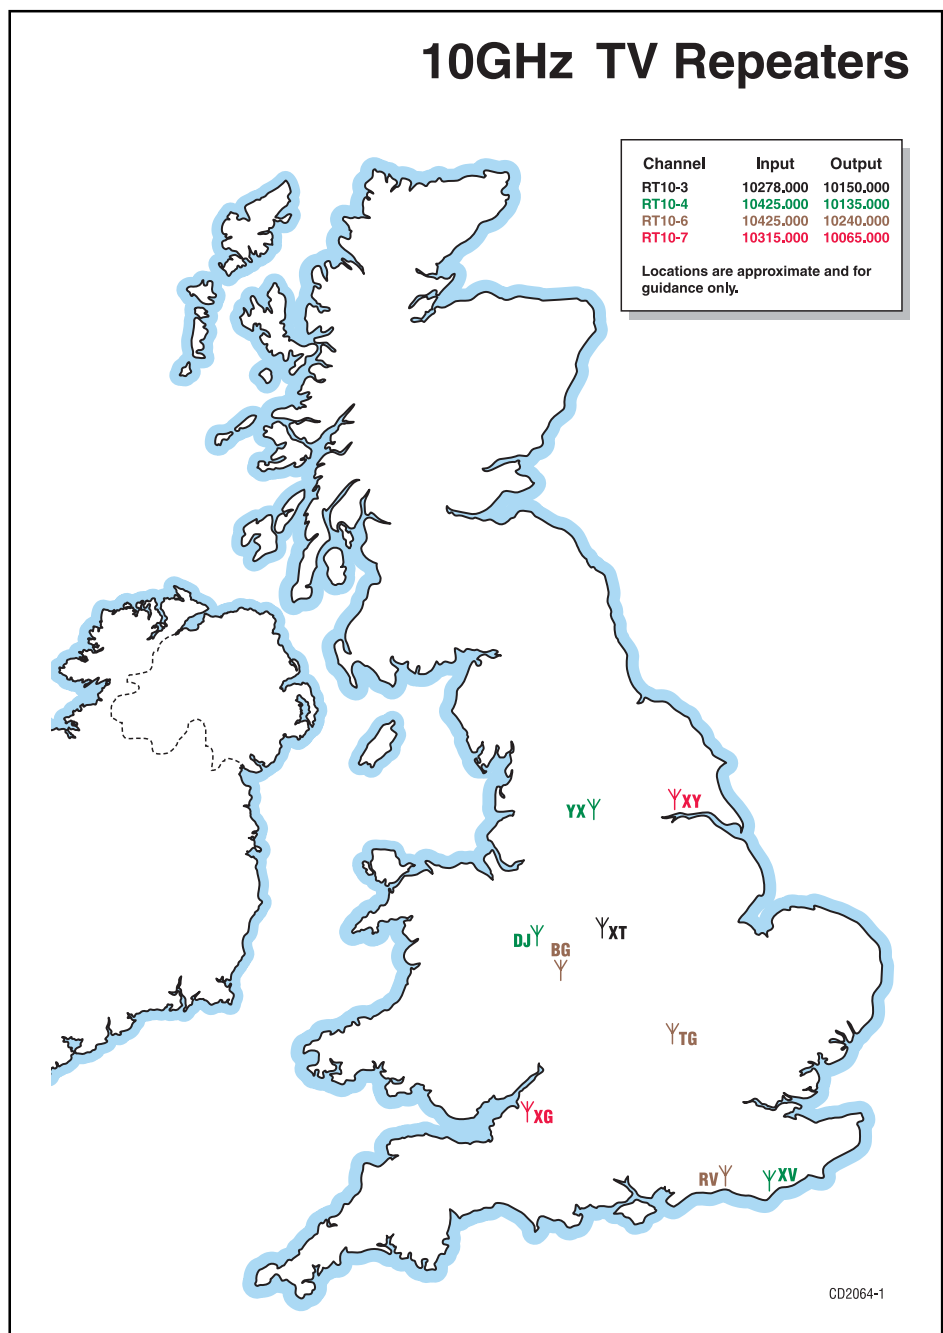 10GHz TV Repeaters
Channel Input Output
RT10-3 10278.000 10150.000
RT10-4 10425.000 10135.000
RT10-6 10425.000 10240.000
RT10-7 10315.000 10065.000
Locations are approximate and for
guidance only.
XY
YX
XT
DJ
BG
TG
XG
RV
XV
CD2064-1